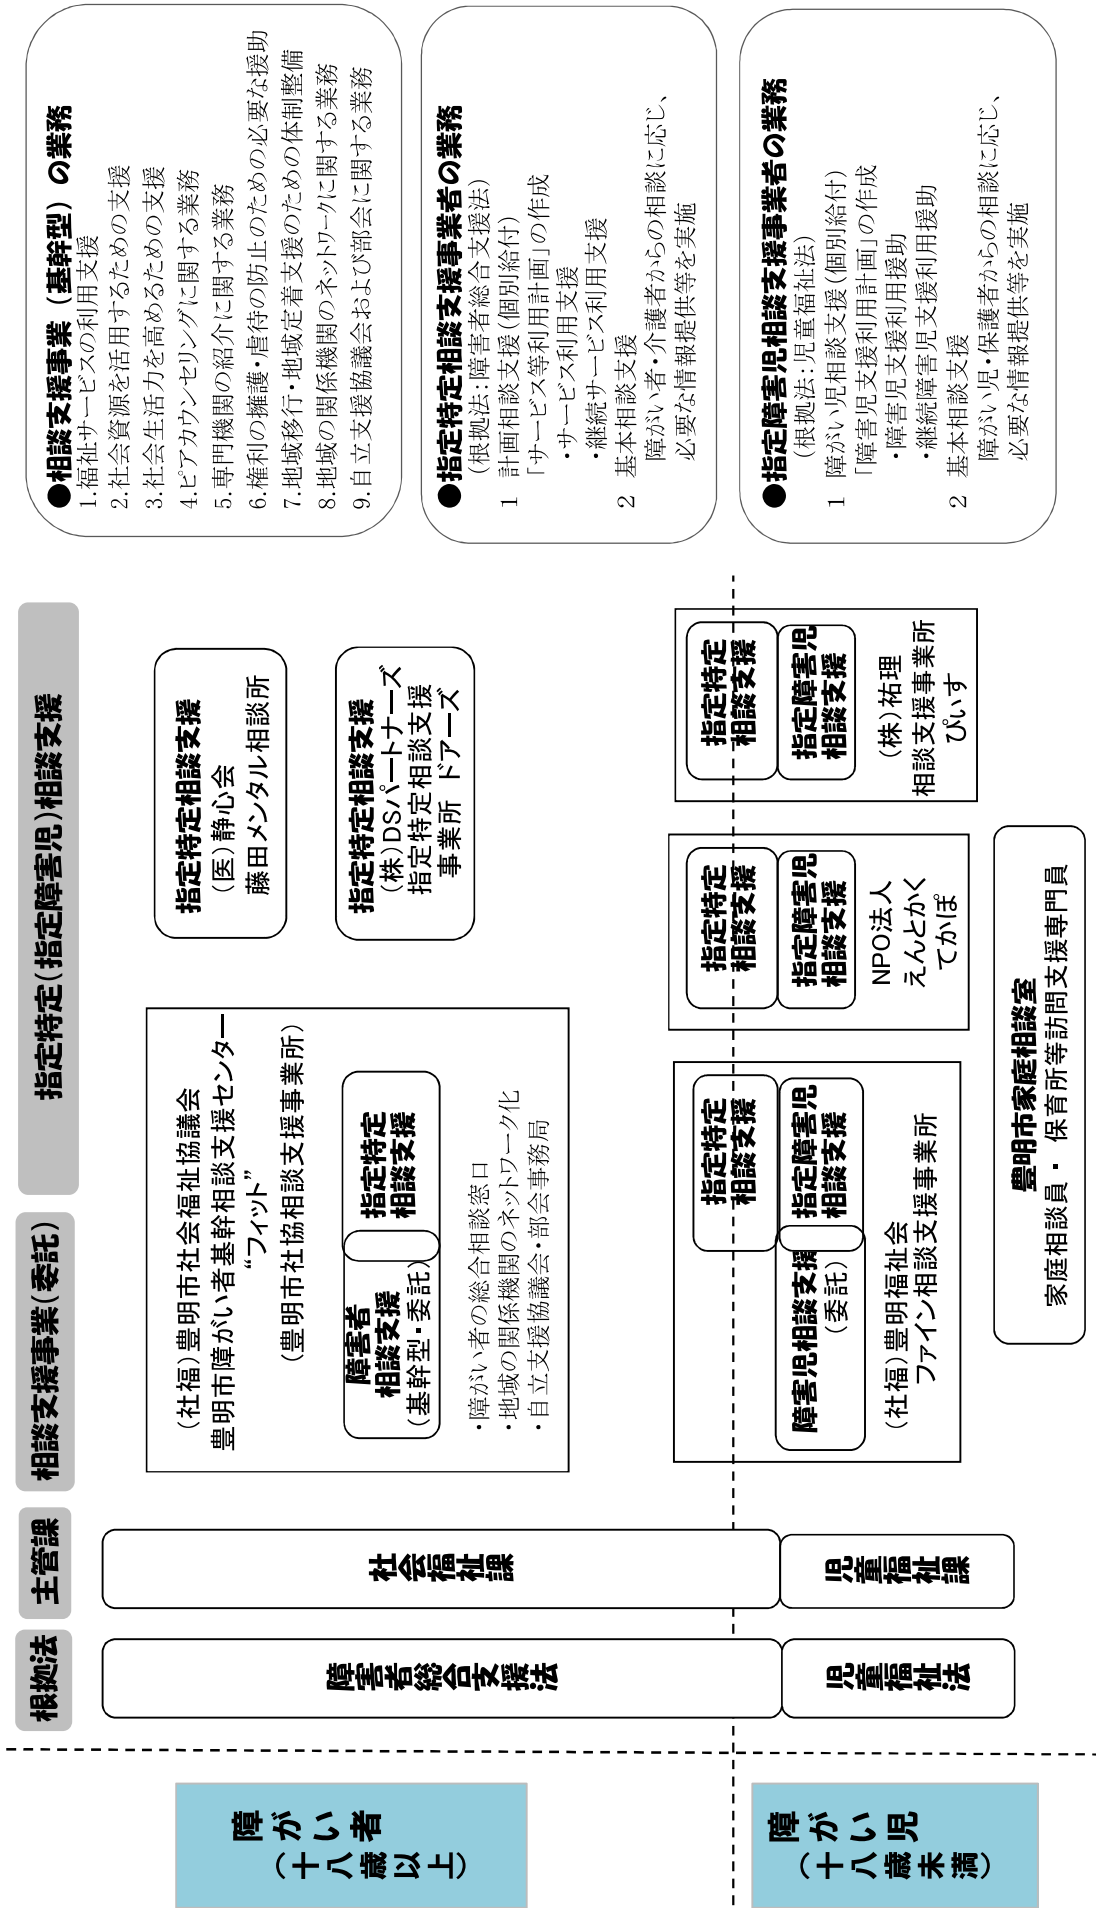 根拠法
主管課
相談支援事業(委託)
指定特定(指定障害児)相談支援
障がい者
（十八歳以上）
障害者総合支援法
社会福祉課
(社福)豊明市社会福祉協議会
豊明市障がい者基幹相談支援センター
“フィット”
(豊明市社協相談支援事業所)
障害者
相談支援
(基幹型・委託)
指定特定
相談支援
・障がい者の総合相談窓口
・地域の関係機関のネットワーク化
・自立支援協議会・部会事務局
指定特定相談支援
(医)静心会
藤田メンタル相談所
指定特定相談支援
(株)DSパートナーズ
指定特定相談支援
事業所 ドアーズ
障がい児
（十八歳未満）
児童福祉法
児童福祉課
指定特定
相談支援
障害児相談支援
(委託)
指定障害児
相談支援
(社福)豊明福祉会
ファイン相談支援事業所
指定特定
相談支援
指定障害児
相談支援
NPO法人
えんとかく
てかぽ
指定特定
相談支援
指定障害児
相談支援
(株)祐理
相談支援事業所
ぴぃす
豊明市家庭相談室
家庭相談員・ 保育所等訪問支援専門員
●相談支援事業（基幹型）の業務
1.福祉サービスの利用支援
2.社会資源を活用するための支援
3.社会生活力を高めるための支援
4.ピアカウンセリングに関する業務
5.専門機関の紹介に関する業務
6.権利の擁護・虐待の防止のための必要な援助
7.地域移行・地域定着支援のための体制整備
8.地域の関係機関のネットワークに関する業務
9.自立支援協議会および部会に関する業務
●指定特定相談支援事業者の業務
(根拠法:障害者総合支援法)
1 計画相談支援(個別給付)
「サービス等利用計画」の作成
・サービス利用支援
・継続サービス利用支援
2 基本相談支援
障がい者・介護者からの相談に応じ、
必要な情報提供等を実施
●指定障害児相談支援事業者の業務
(根拠法:児童福祉法)
1 障がい児相談支援(個別給付)
「障害児支援利用計画」の作成
・障害児支援利用援助
・継続障害児支援利用援助
2 基本相談支援
障がい児・保護者からの相談に応じ、
必要な情報提供等を実施